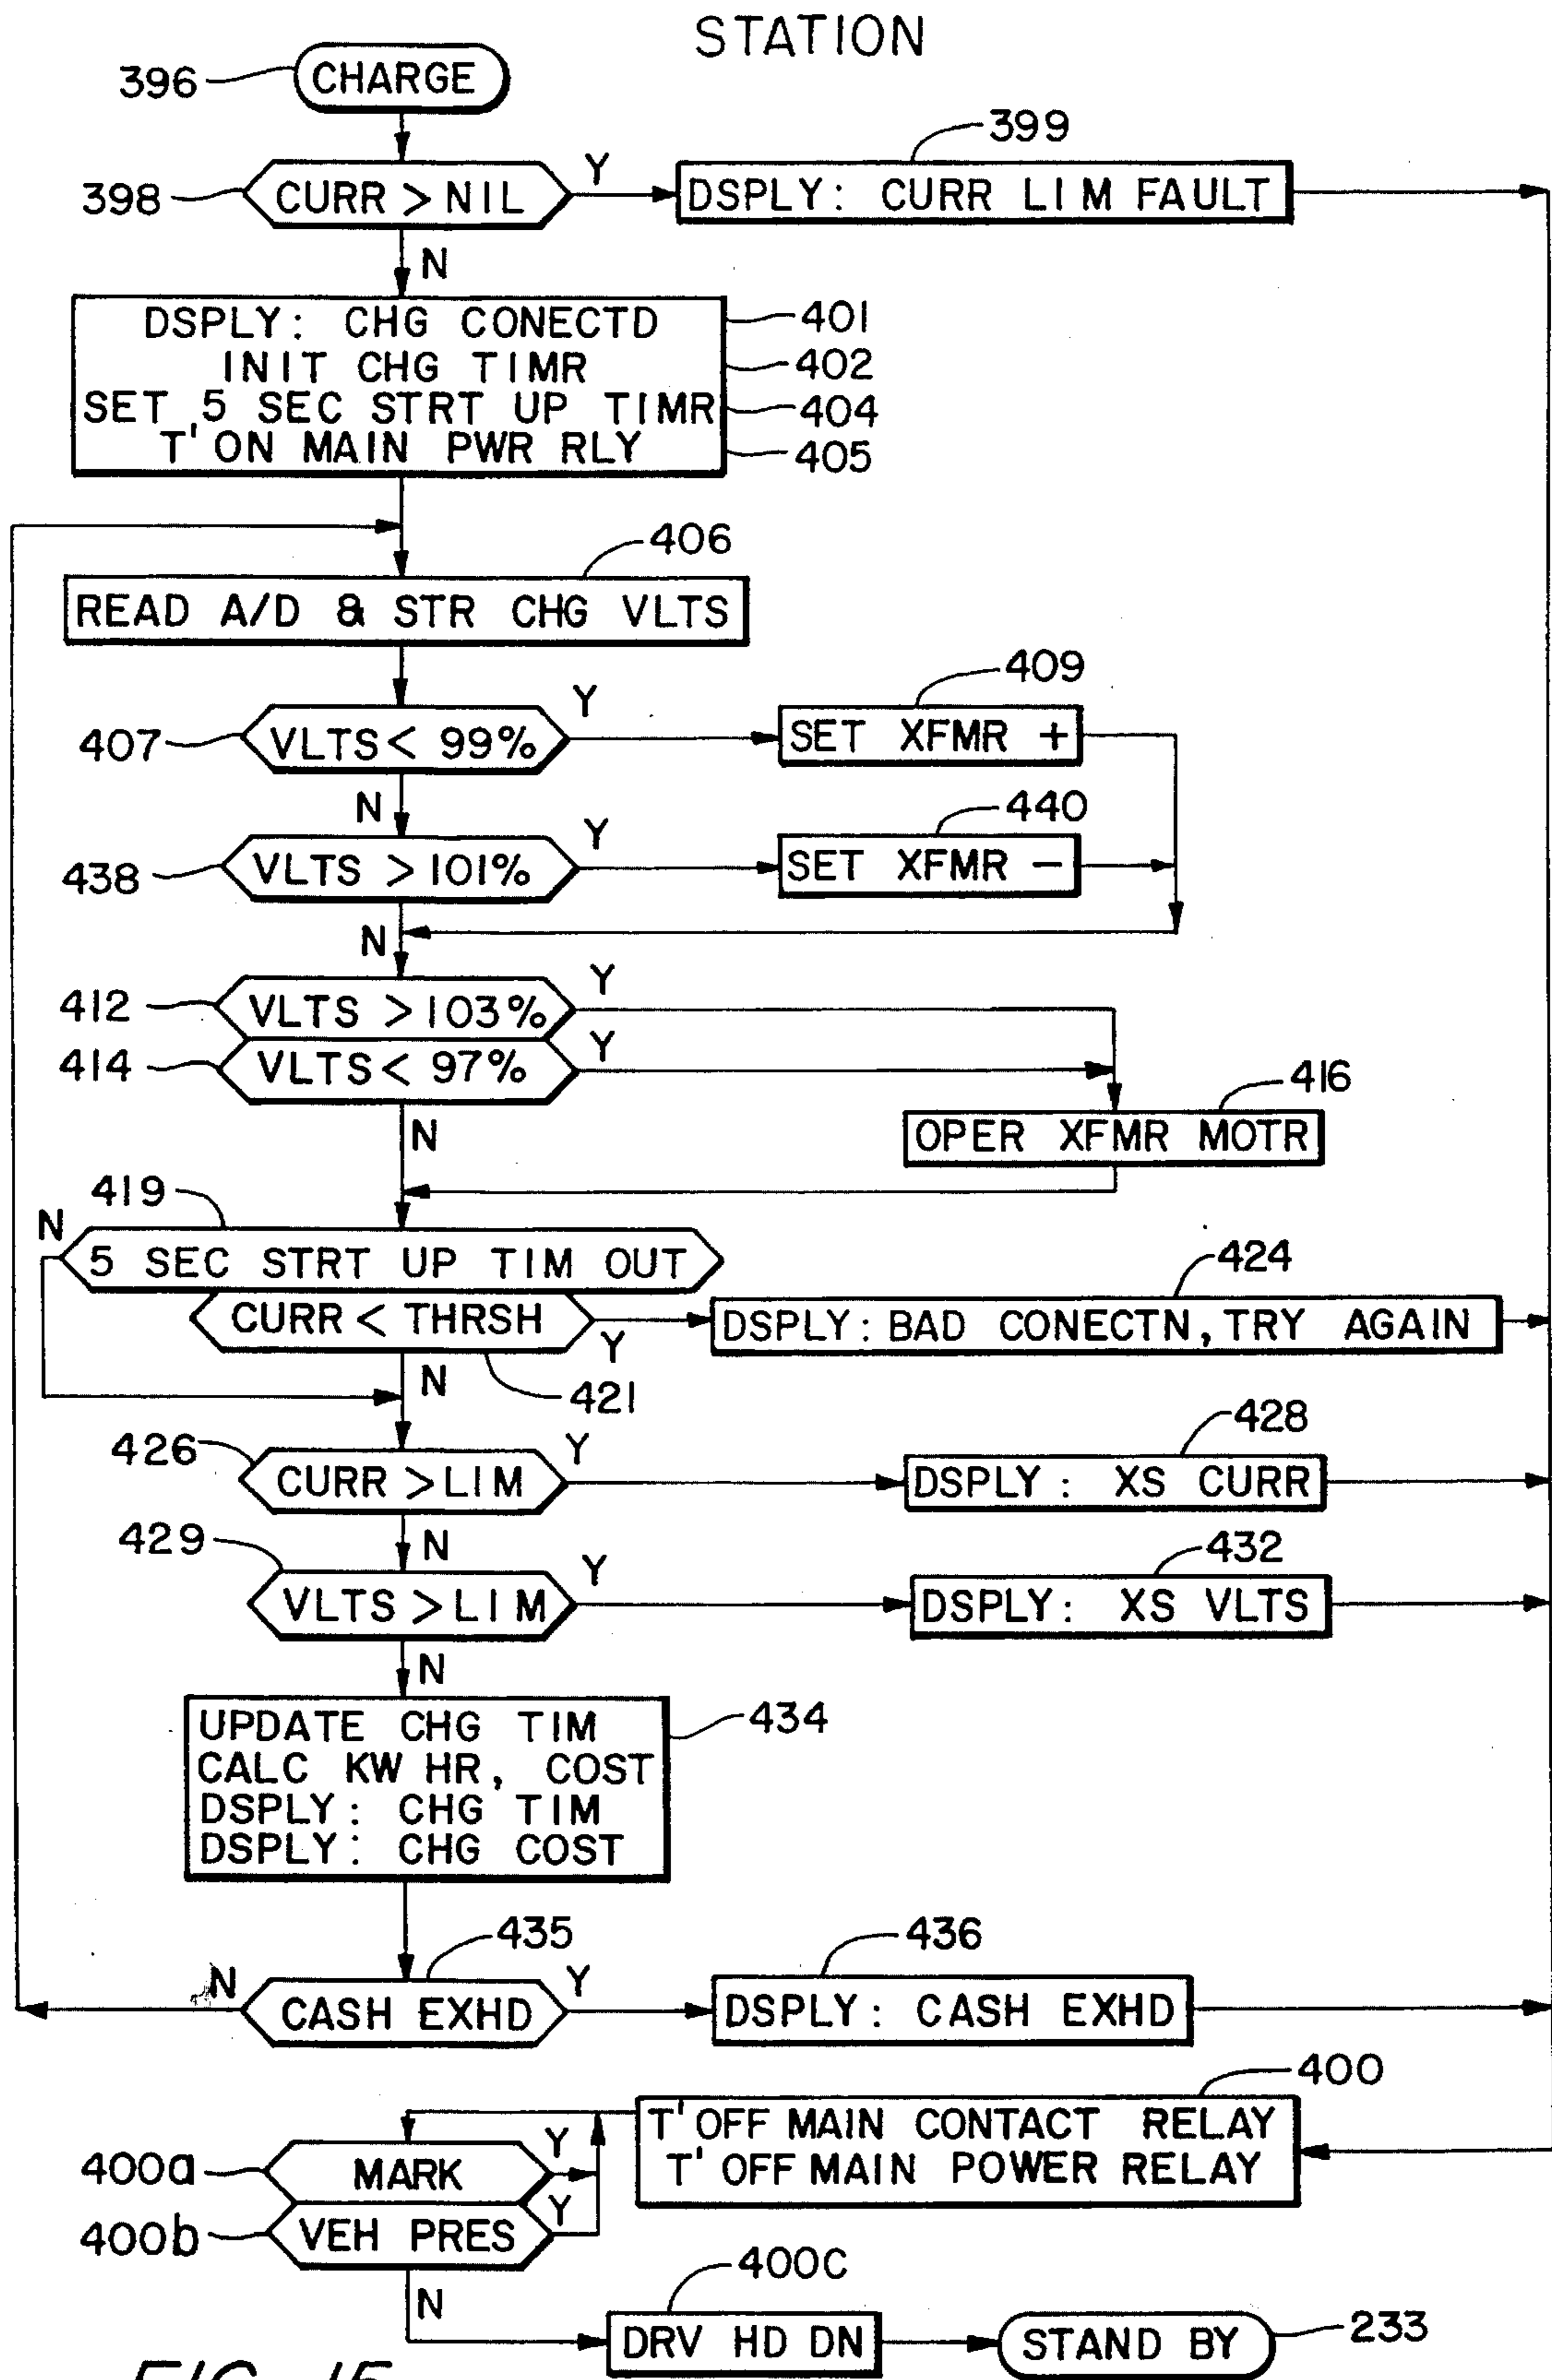 STATION
396 CHARGE
399
398 CURR > NIL Y DSPLY: CURR LIM FAULT
N
DSPLY: CHG CONECTD 401
INIT CHG TIMR 402
SET 5 SEC STRT UP TIMR 404
T'ON MAIN PWR RLY 405
406
READ A/D & STR CHG VLTS
409
407 VLTS < 99% Y SET XFMR +
N
440
438 VLTS > 101% Y SET XFMR −
N
412 VLTS > 103% Y
414 VLTS < 97% Y
416
N
OPER XFMR MOTR
419
N
5 SEC STRT UP TIM OUT
424
CURR < THRSH Y DSPLY: BAD CONECTN, TRY AGAIN
N
421
428
426 CURR > LIM Y DSPLY: XS CURR
N
432
429 VLTS > LIM Y DSPLY: XS VLTS
N
UPDATE CHG TIM 434
CALC KW HR, COST
DSPLY: CHG TIM
DSPLY: CHG COST
435
436
N CASH EXHD Y DSPLY: CASH EXHD
400
T'OFF MAIN CONTACT RELAY
T'OFF MAIN POWER RELAY
400a MARK Y
400b VEH PRES Y
400C
N
DRV HD DN STAND BY 233
FIG. 15